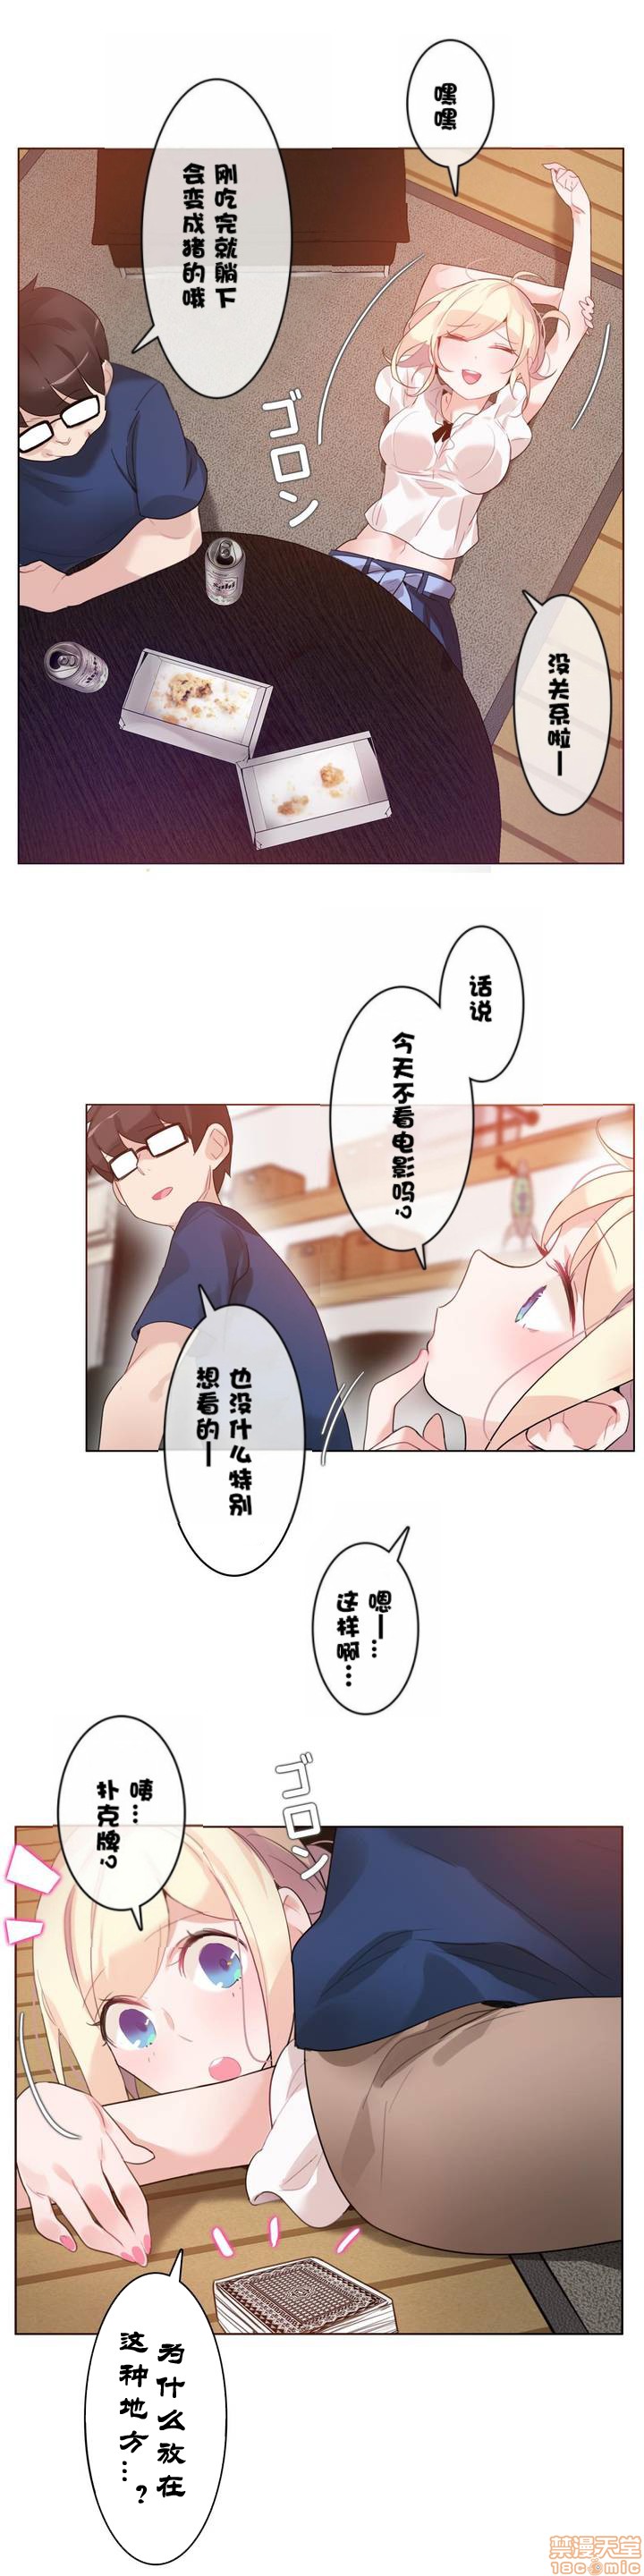 嘿嘿
刚吃完就躺下
会变成猪的哦
ゴロン
没关系啦—
话说
今天不看电影吗?
也没什么特别
想看的—
嗯—…
这样啊…
咦…
扑克牌?
ゴロン
为什么放在
这种地方…?
禁漫天堂
18comic